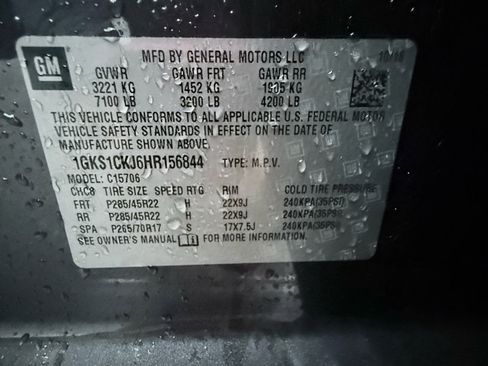 GM
MFD BY GENERAL MOTORS LLC
10/16
GVWR GAWR FRT GAWR RR
3221 KG 1452 KG 1905 KG
7100 LB 3200 LB 4200 LB
THIS VEHICLE CONFORMS TO ALL APPLICABLE U.S. FEDERAL MOTOR
VEHICLE SAFETY STANDARDS IN EFFECT ON THE DATE OF
MANUFACTURE SHOWN ABOVE.
1GKS1CKJ6HR156844 TYPE: M.P.V.
MODEL: C15706
TIRE SIZE SPEED RTG RIM COLD TIRE PRESSURE
FRT P285/45R22 H 22X9J 240KPA(35PSI)
RR P285/45R22 H 22X9J 240KPA(35PSI)
SPA P265/70R17 S 17X7.5J 240KPA(35PSI)
SEE OWNER'S MANUAL FOR MORE INFORMATION